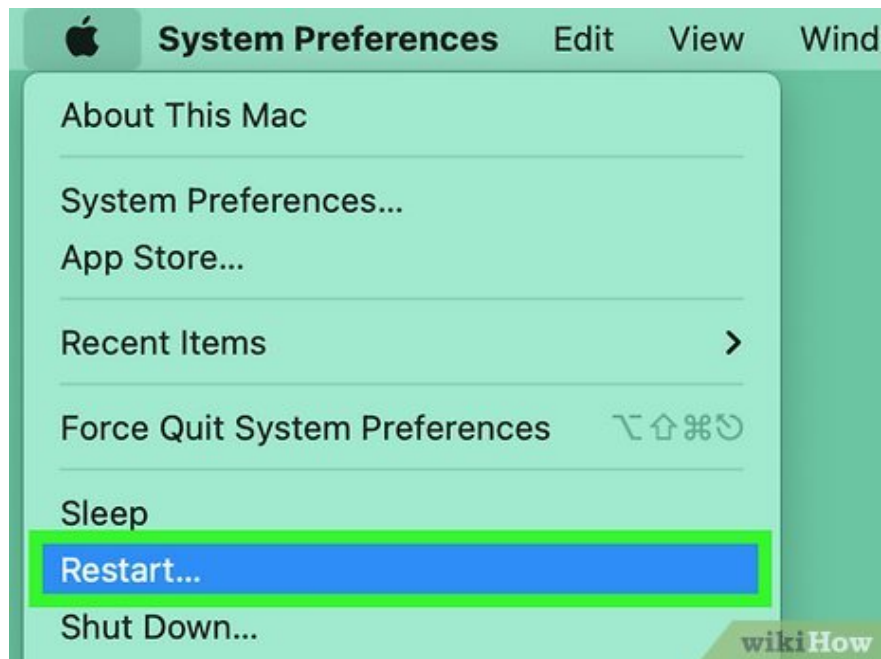 System Preferences Edit View Wind
About This Mac
System Preferences...
App Store...
Recent Items
Force Quit System Preferences ⌥⇧⌘⎋
Sleep
Restart...
Shut Down...
wikiHow